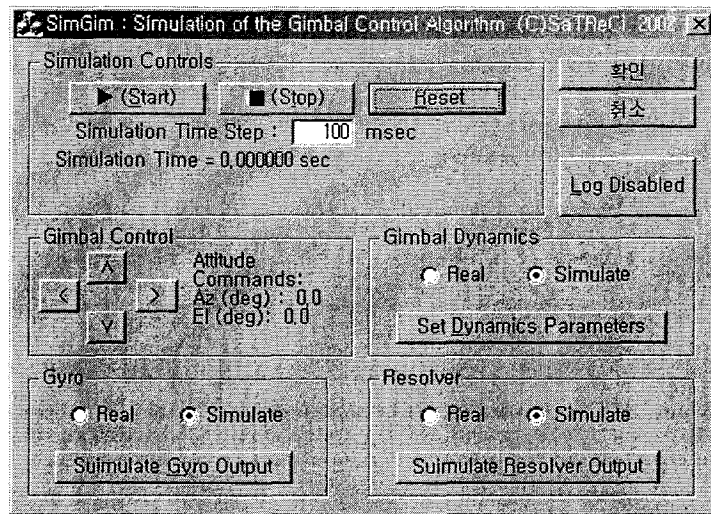 SimGim : Simulation of the Gimbal Control Algorithm (C)SaTReCi 2002
Simulation Controls
(Start)
(Stop)
Reset
Simulation Time Step : 100 msec
Simulation Time = 0,000000 sec
확인
취소
Log Disabled
Gimbal Control
Attitude
Commands:
Az (deg) : 0,0
El (deg): 0,0
Gimbal Dynamics
Real Simulate
Set Dynamics Parameters
Gyro
Real Simulate
Suimulate Gyro Output
Resolver
Real Simulate
Suimulate Resolver Output